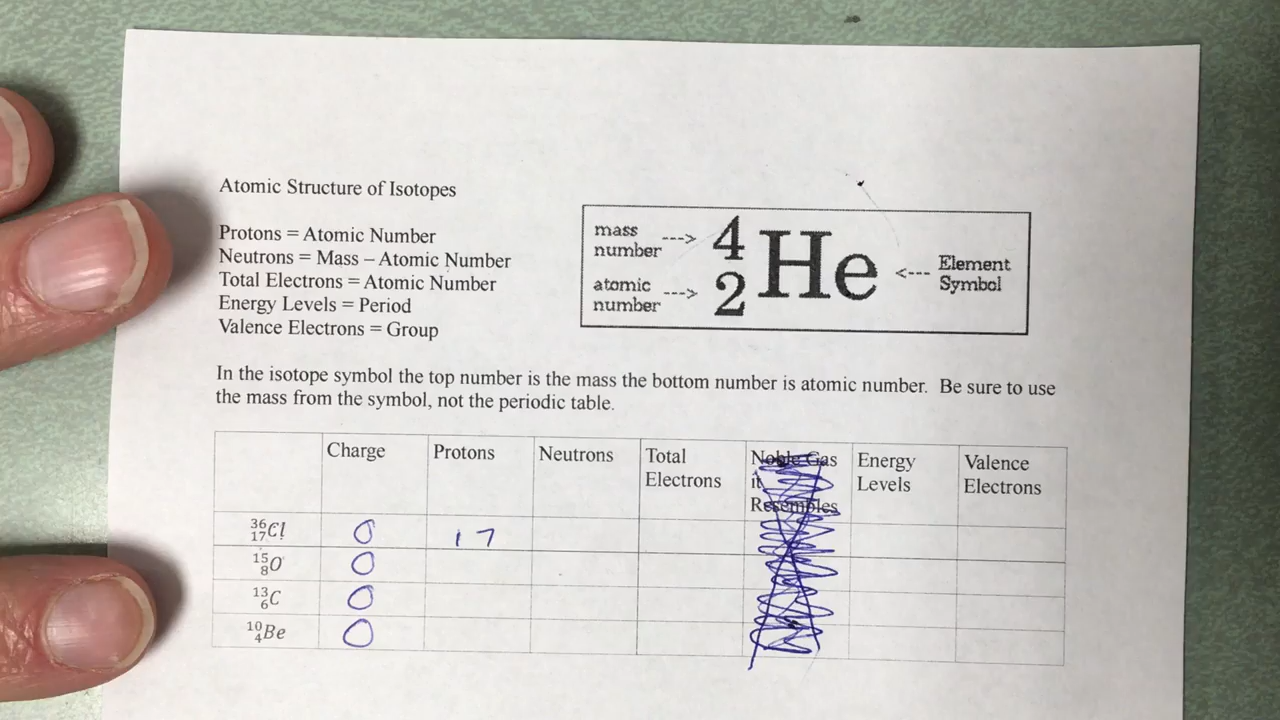 Atomic Structure of Isotopes
Protons = Atomic Number
Neutrons = Mass – Atomic Number
Total Electrons = Atomic Number
Energy Levels = Period
Valence Electrons = Group
mass
number --->
4
2
He
<--- Element
Symbol
atomic
number --->
In the isotope symbol the top number is the mass the bottom number is atomic number. Be sure to use
the mass from the symbol, not the periodic table.
Charge
Protons
Neutrons
Total
Electrons
Noble Gas
it
Resembles
Energy
Levels
Valence
Electrons
36 17 Cl 0 17
15 8 O 0
13 6 C 0
10 4 Be 0